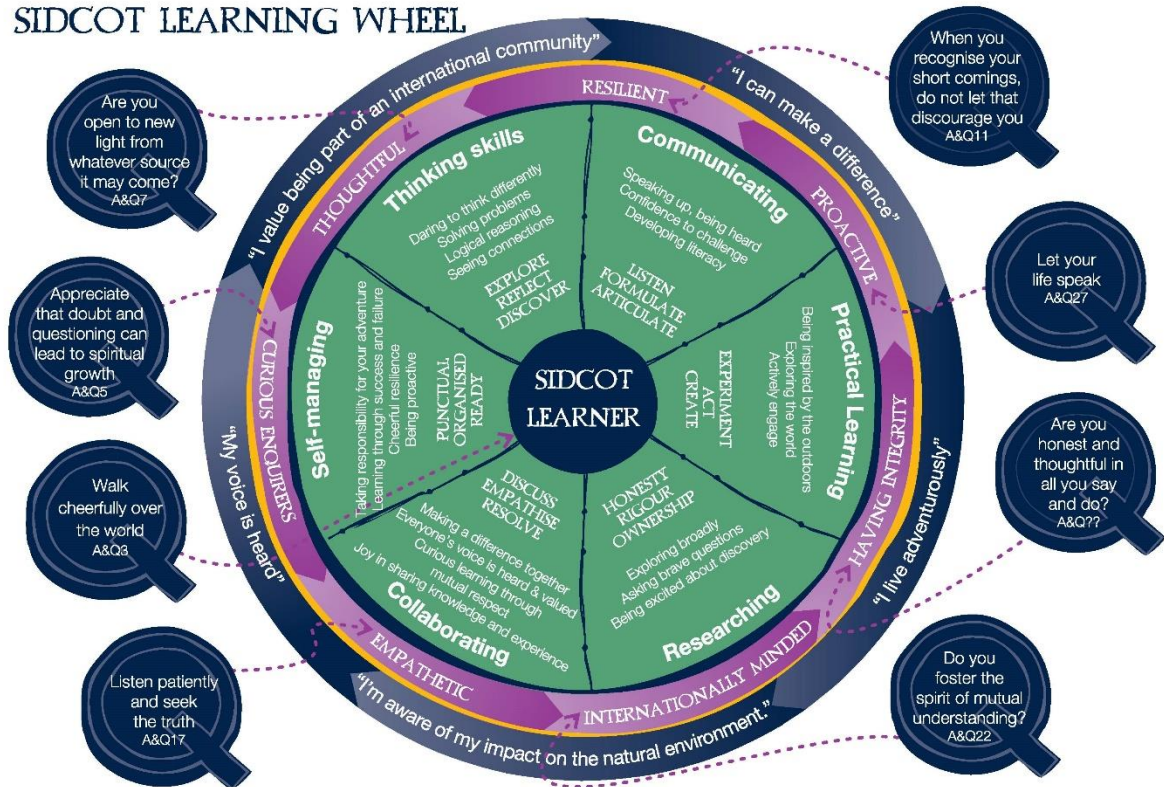 SIDCOT LEARNING WHEEL
Are you
open to new
light from
whatever source
it may come?
A&Q7
Appreciate
that doubt and
questioning can
lead to spiritual
growth
A&Q5
Walk
cheerfully over
the world
A&Q3
Listen patiently
and seek
the truth
A&Q17
When you
recognise your
short comings,
do not let that
discourage you
A&Q11
Let your
life speak
A&Q27
Are you
honest and
thoughtful in
all you say
and do?
A&Q??
Do you
foster the
spirit of mutual
understanding?
A&Q22
"I value being part of an international community"
"I can make a difference"
"I live adventurously"
"I'm aware of my impact on the natural environment."
"My voice is heard"
RESILIENT
PROACTIVE
HAVING INTEGRITY
INTERNATIONALLY MINDED
EMPATHETIC
CURIOUS ENQUIRERS
THOUGHTFUL
Thinking skills
Daring to think differently
Solving problems
Logical reasoning
Seeing connections
EXPLORE
REFLECT
DISCOVER
Communicating
Speaking up, being heard
Confidence to challenge
Developing literacy
LISTEN
FORMULATE
ARTICULATE
Practical Learning
Being inspired by the outdoors
Exploring the world
Actively engage
EXPERIMENT
ACT
CREATE
HONESTY
RIGOUR
OWNERSHIP
Exploring broadly
Asking brave questions
Being excited about discovery
Researching
DISCUSS
EMPATHISE
RESOLVE
Making a difference together
Everyone's voice is heard & valued
Curious learning through
mutual respect
Joy in sharing knowledge and experience
Collaborating
Self-managing
Taking responsibility for your adventure
Learning through success and failure
Cheerful resilience
Being proactive
PUNCTUAL
ORGANISED
READY
SIDCOT
LEARNER